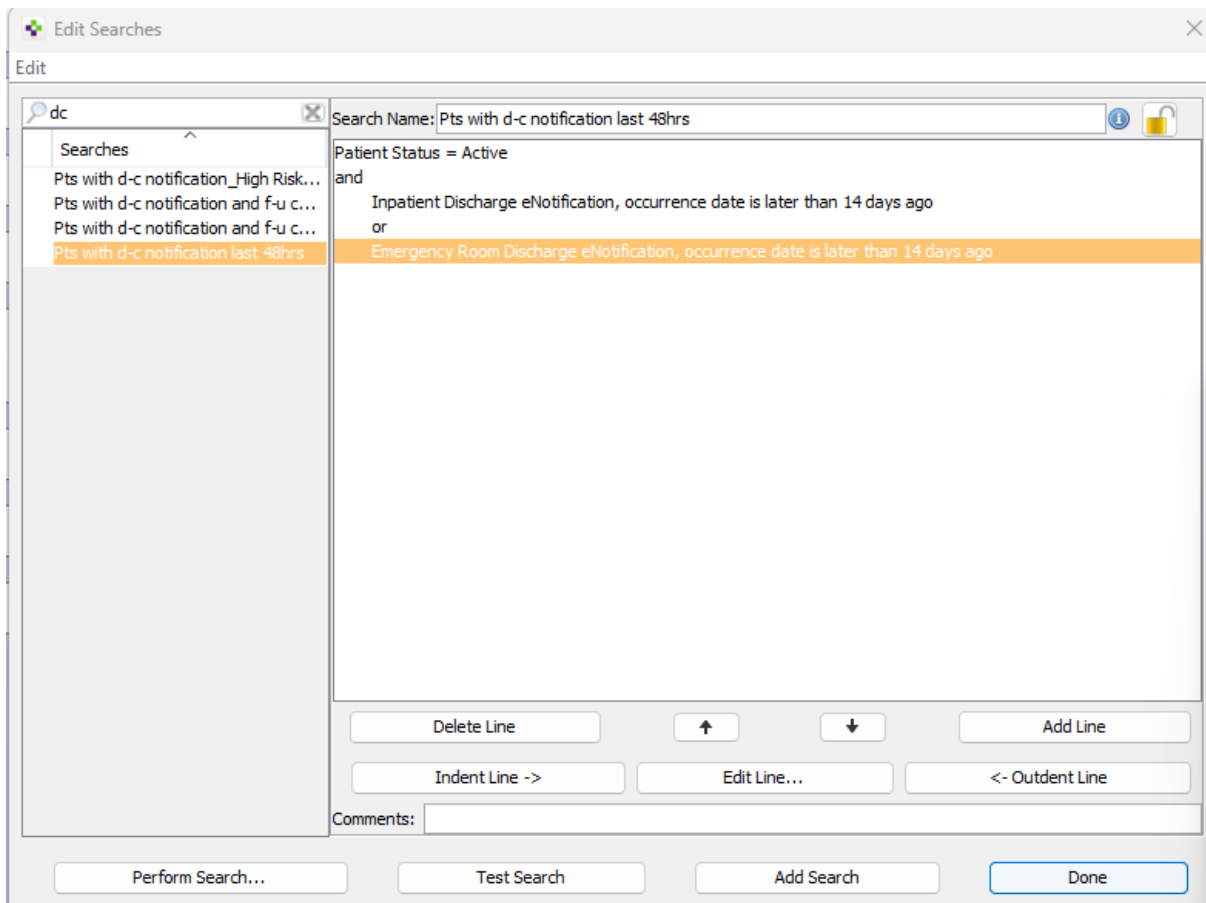 Edit Searches
Edit
dc
Searches
Pts with d-c notification_High Risk...
Pts with d-c notification and f-u c...
Pts with d-c notification and f-u c...
Pts with d-c notification last 48hrs
Search Name: Pts with d-c notification last 48hrs
Patient Status = Active
and
Inpatient Discharge eNotification, occurrence date is later than 14 days ago
or
Emergency Room Discharge eNotification, occurrence date is later than 14 days ago
Delete Line
Add Line
Indent Line ->
Edit Line...
<- Outdent Line
Comments:
Perform Search...
Test Search
Add Search
Done